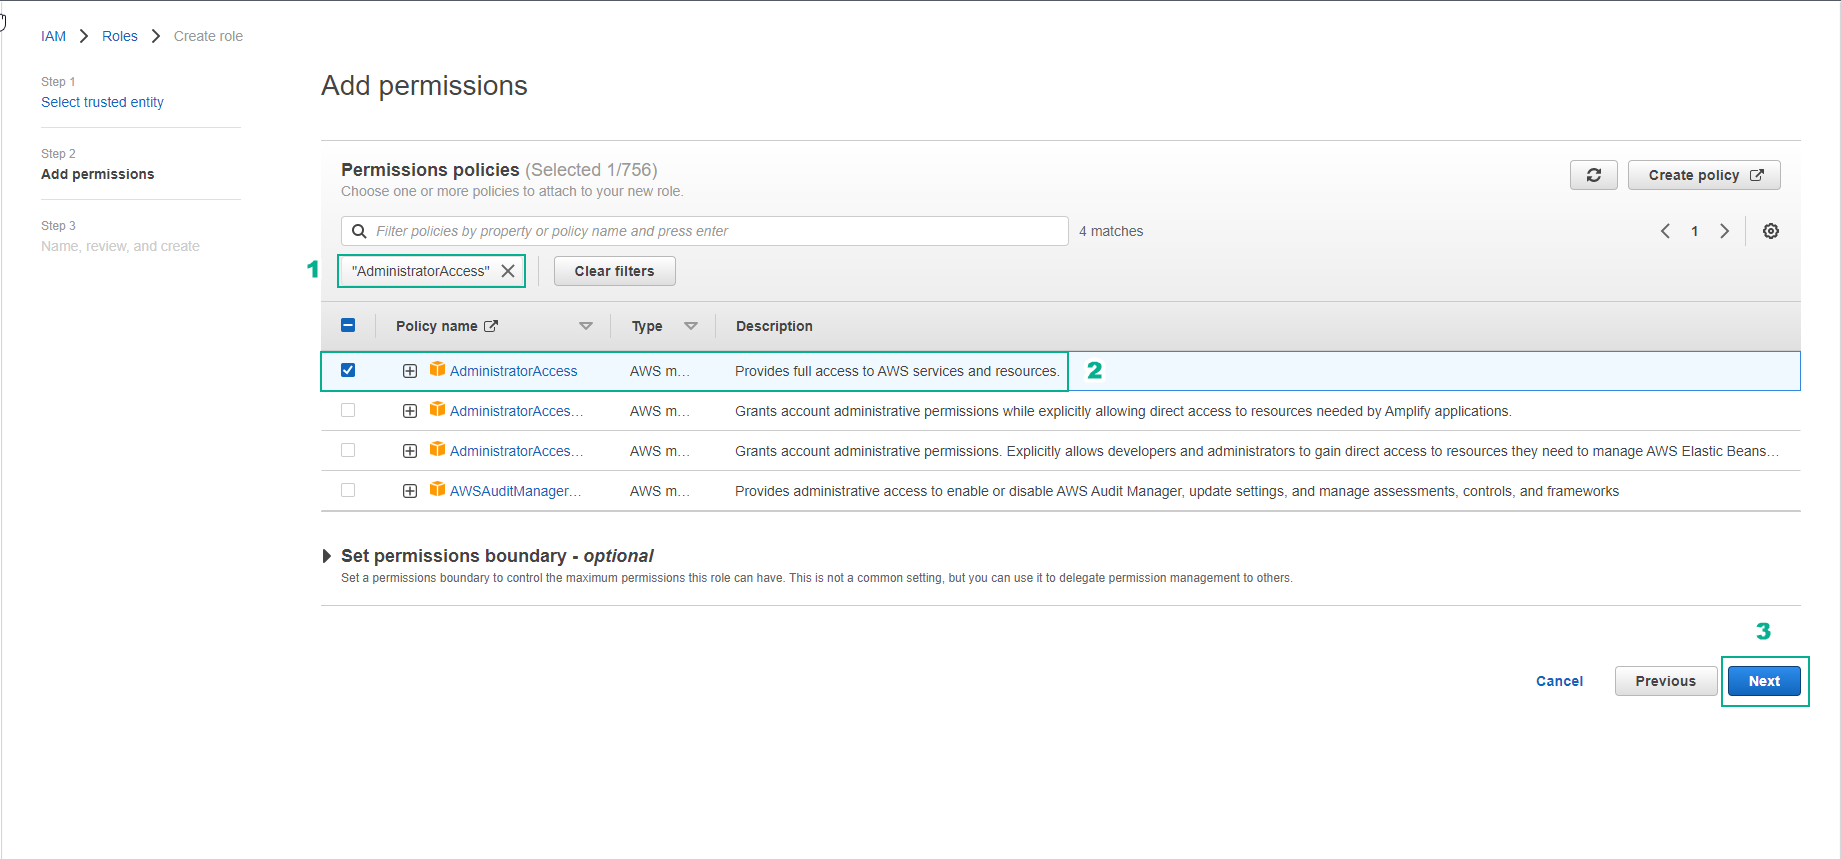 IAM > Roles > Create role
Step 1
Select trusted entity
Step 2
Add permissions
Step 3
Name, review, and create
Add permissions
Permissions policies (Selected 1/756)
Choose one or more policies to attach to your new role.
Create policy
Filter policies by property or policy name and press enter
4 matches
1
1
"AdministratorAccess"
Clear filters
Policy name Type Description
AdministratorAccess AWS m... Provides full access to AWS services and resources. 2
AdministratorAcces... AWS m... Grants account administrative permissions while explicitly allowing direct access to resources needed by Amplify applications.
AdministratorAcces... AWS m... Grants account administrative permissions. Explicitly allows developers and administrators to gain direct access to resources they need to manage AWS Elastic Beans...
AWSAuditManager... AWS m... Provides administrative access to enable or disable AWS Audit Manager, update settings, and manage assessments, controls, and frameworks
Set permissions boundary - optional
Set a permissions boundary to control the maximum permissions this role can have. This is not a common setting, but you can use it to delegate permission management to others.
3
Cancel Previous Next